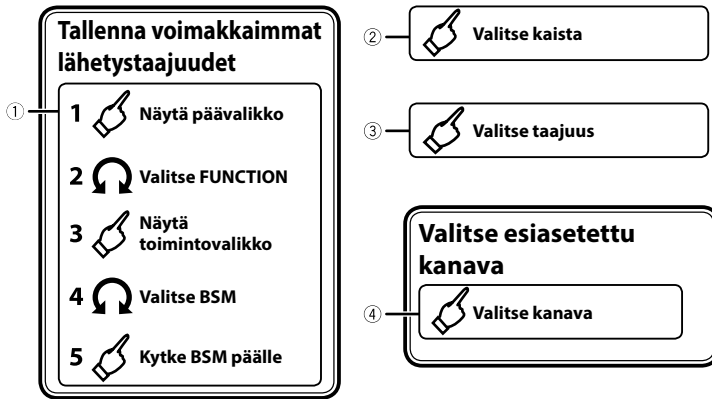 Tallenna voimakkaimmat
lähetystaajuudet
① 1 Näytä päävalikko
2 Valitse FUNCTION
3 Näytä
toimintovalikko
4 Valitse BSM
5 Kytke BSM päälle
② Valitse kaista
③ Valitse taajuus
Valitse esiasetettu
kanava
④ Valitse kanava